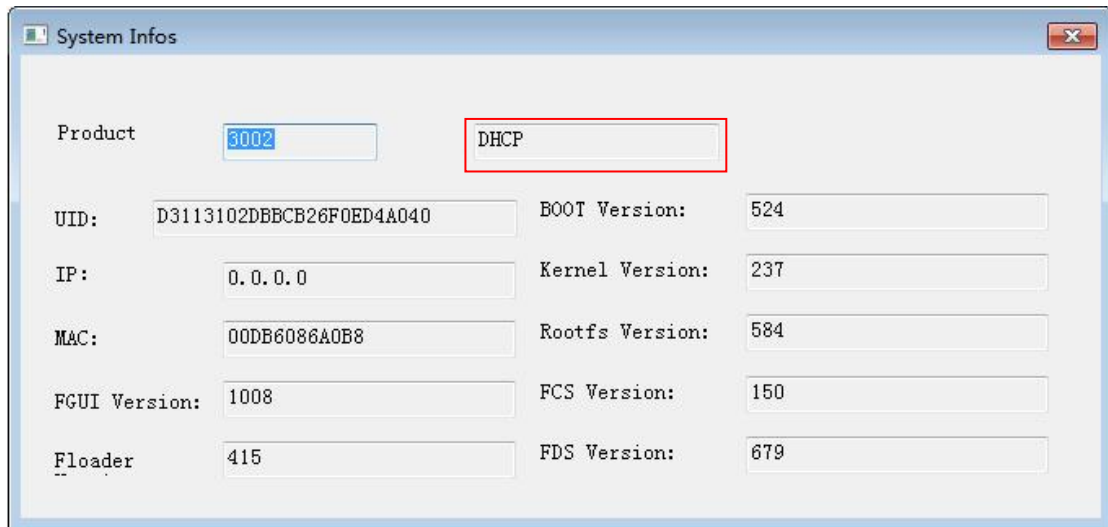 System Infos
Product 3002 DHCP
UID: D3113102DBBCB26F0ED4A040 BOOT Version: 524
IP: 0.0.0.0 Kernel Version: 237
MAC: 00DB6086A0B8 Rootfs Version: 584
FGUI Version: 1008 FCS Version: 150
Floader 415 FDS Version: 679